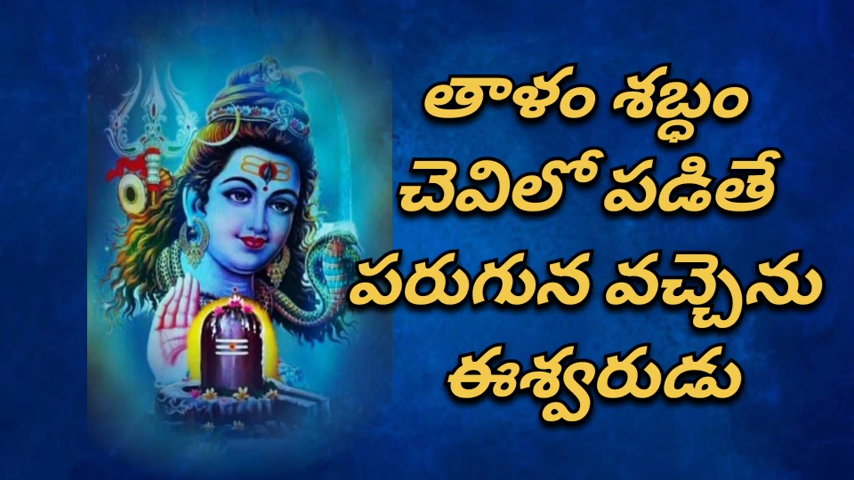 తాళం శబ్ధం
చెవిలో పడితే
పరుగున వచ్చెను
ఈశ్వరుడు